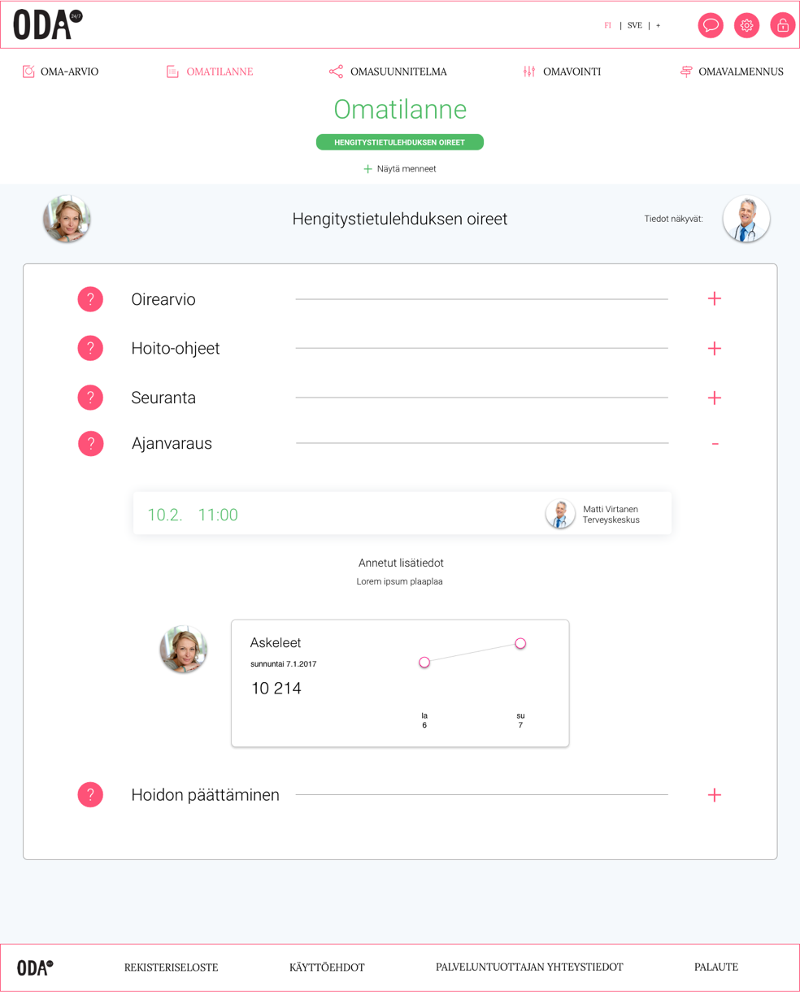 ODA 24/7
FI | SVE | +
OMA-ARVIO
OMATILANNE
OMASUUNNITELMA
OMAVOINTI
OMAVALMENNUS
Omatilanne
HENGITYSTIETULEHDUKSEN OIREET
+ Näytä menneet
Hengitystietulehduksen oireet
Tiedot näkyvät:
? Oirearvio +
? Hoito-ohjeet +
? Seuranta +
? Ajanvaraus -
10.2. 11:00
Matti Virtanen
Terveyskeskus
Annetut lisätiedot
Lorem ipsum plaaplaa
Askeleet
sunnuntai 7.1.2017
10 214
la su
6 7
? Hoidon päättäminen +
ODA
REKISTERISELOSTE
KÄYTTÖEHDOT
PALVELUNTUOTTAJAN YHTEYSTIEDOT
PALAUTE